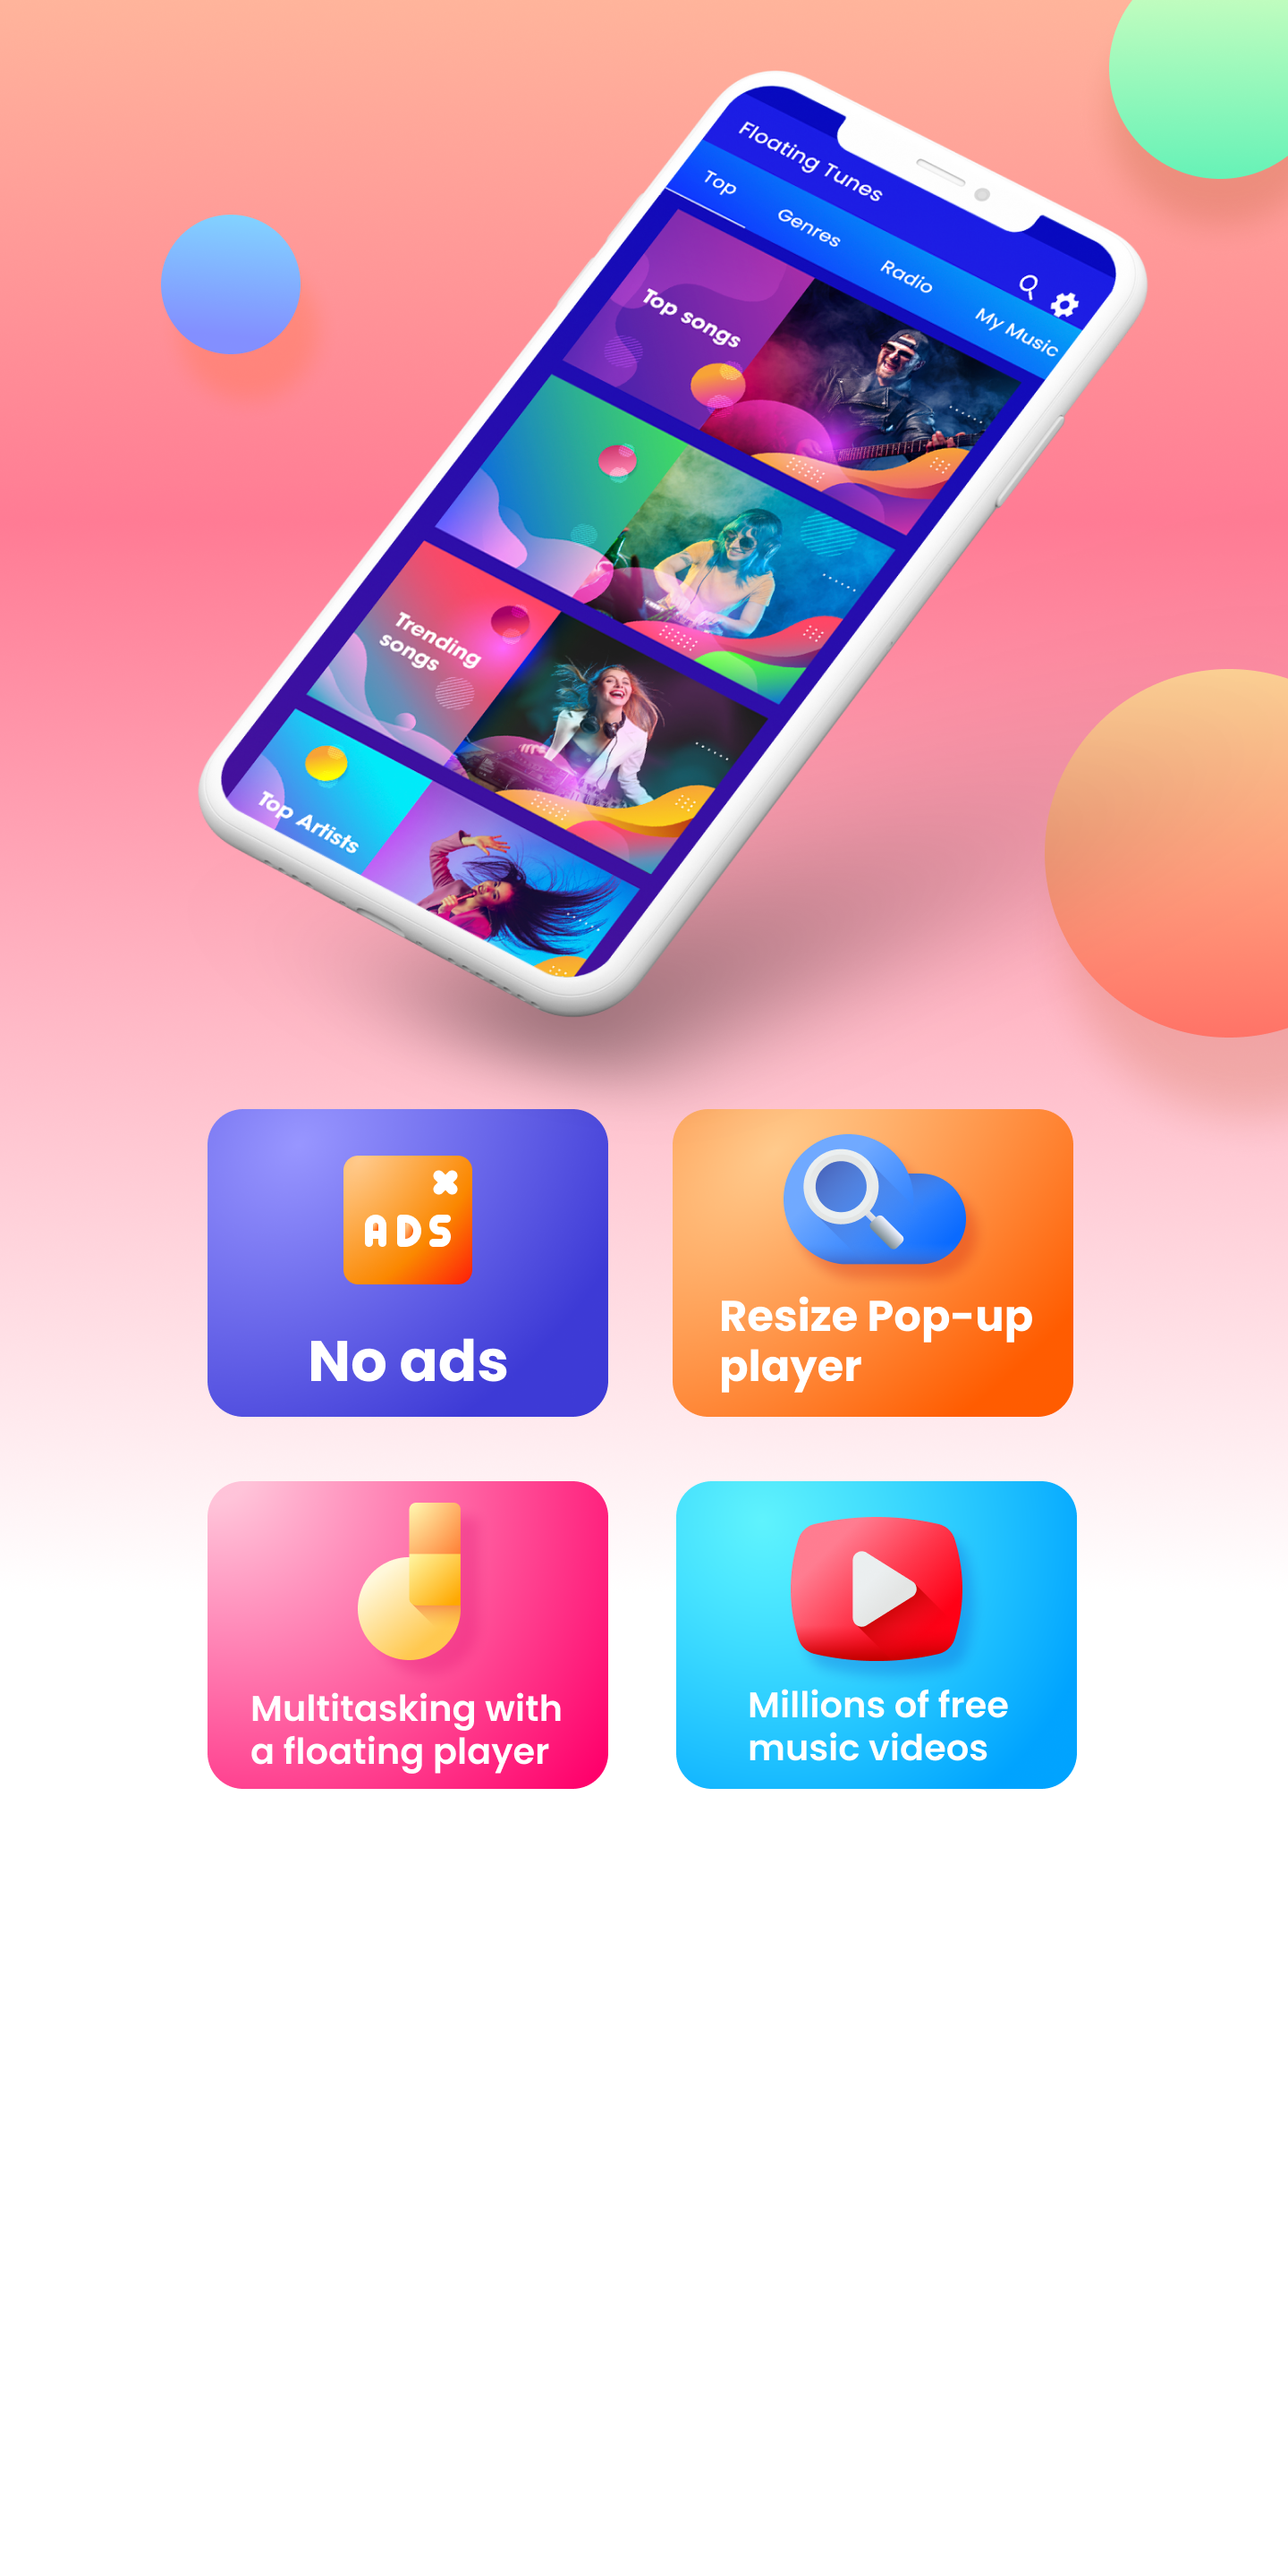 Floating Tunes
Top
Genres
Radio
My Music
Top songs
Trending
songs
Top Artists
ADS
No ads
Resize Pop-up
player
Multitasking with
a floating player
Millions of free
music videos